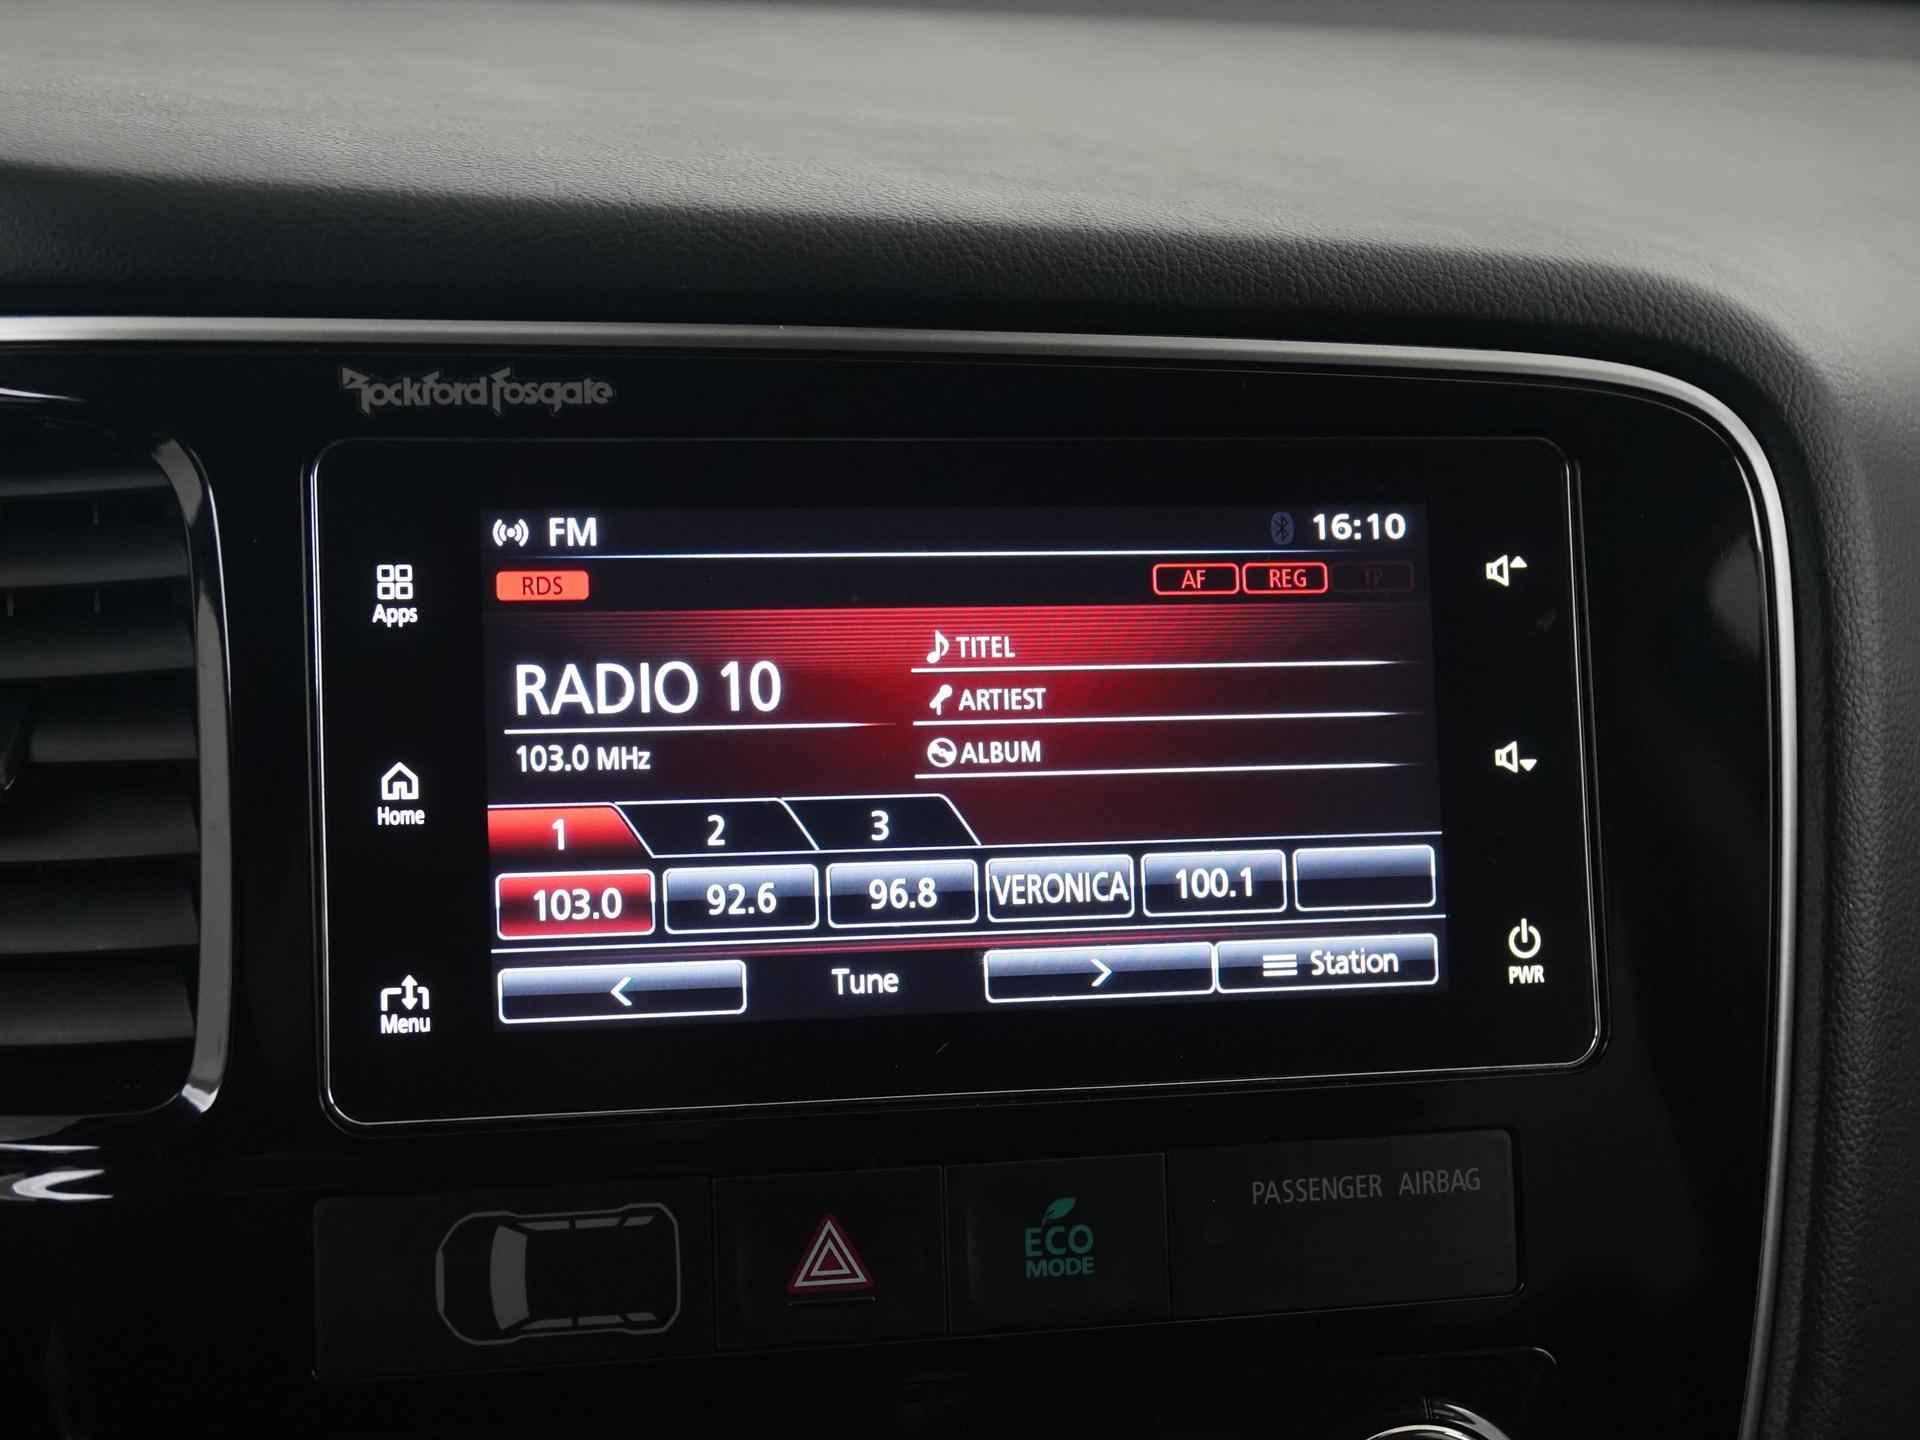 Rockford Fosgate
FM
16:10
RDS
AF
REG
TP
Apps
RADIO 10
103.0 MHz
TITEL
ARTIEST
ALBUM
Home
1
2
3
103.0
92.6
96.8
VERONICA
100.1
<
Tune
>
Station
Menu
PWR
PASSENGER AIRBAG
ECO
MODE